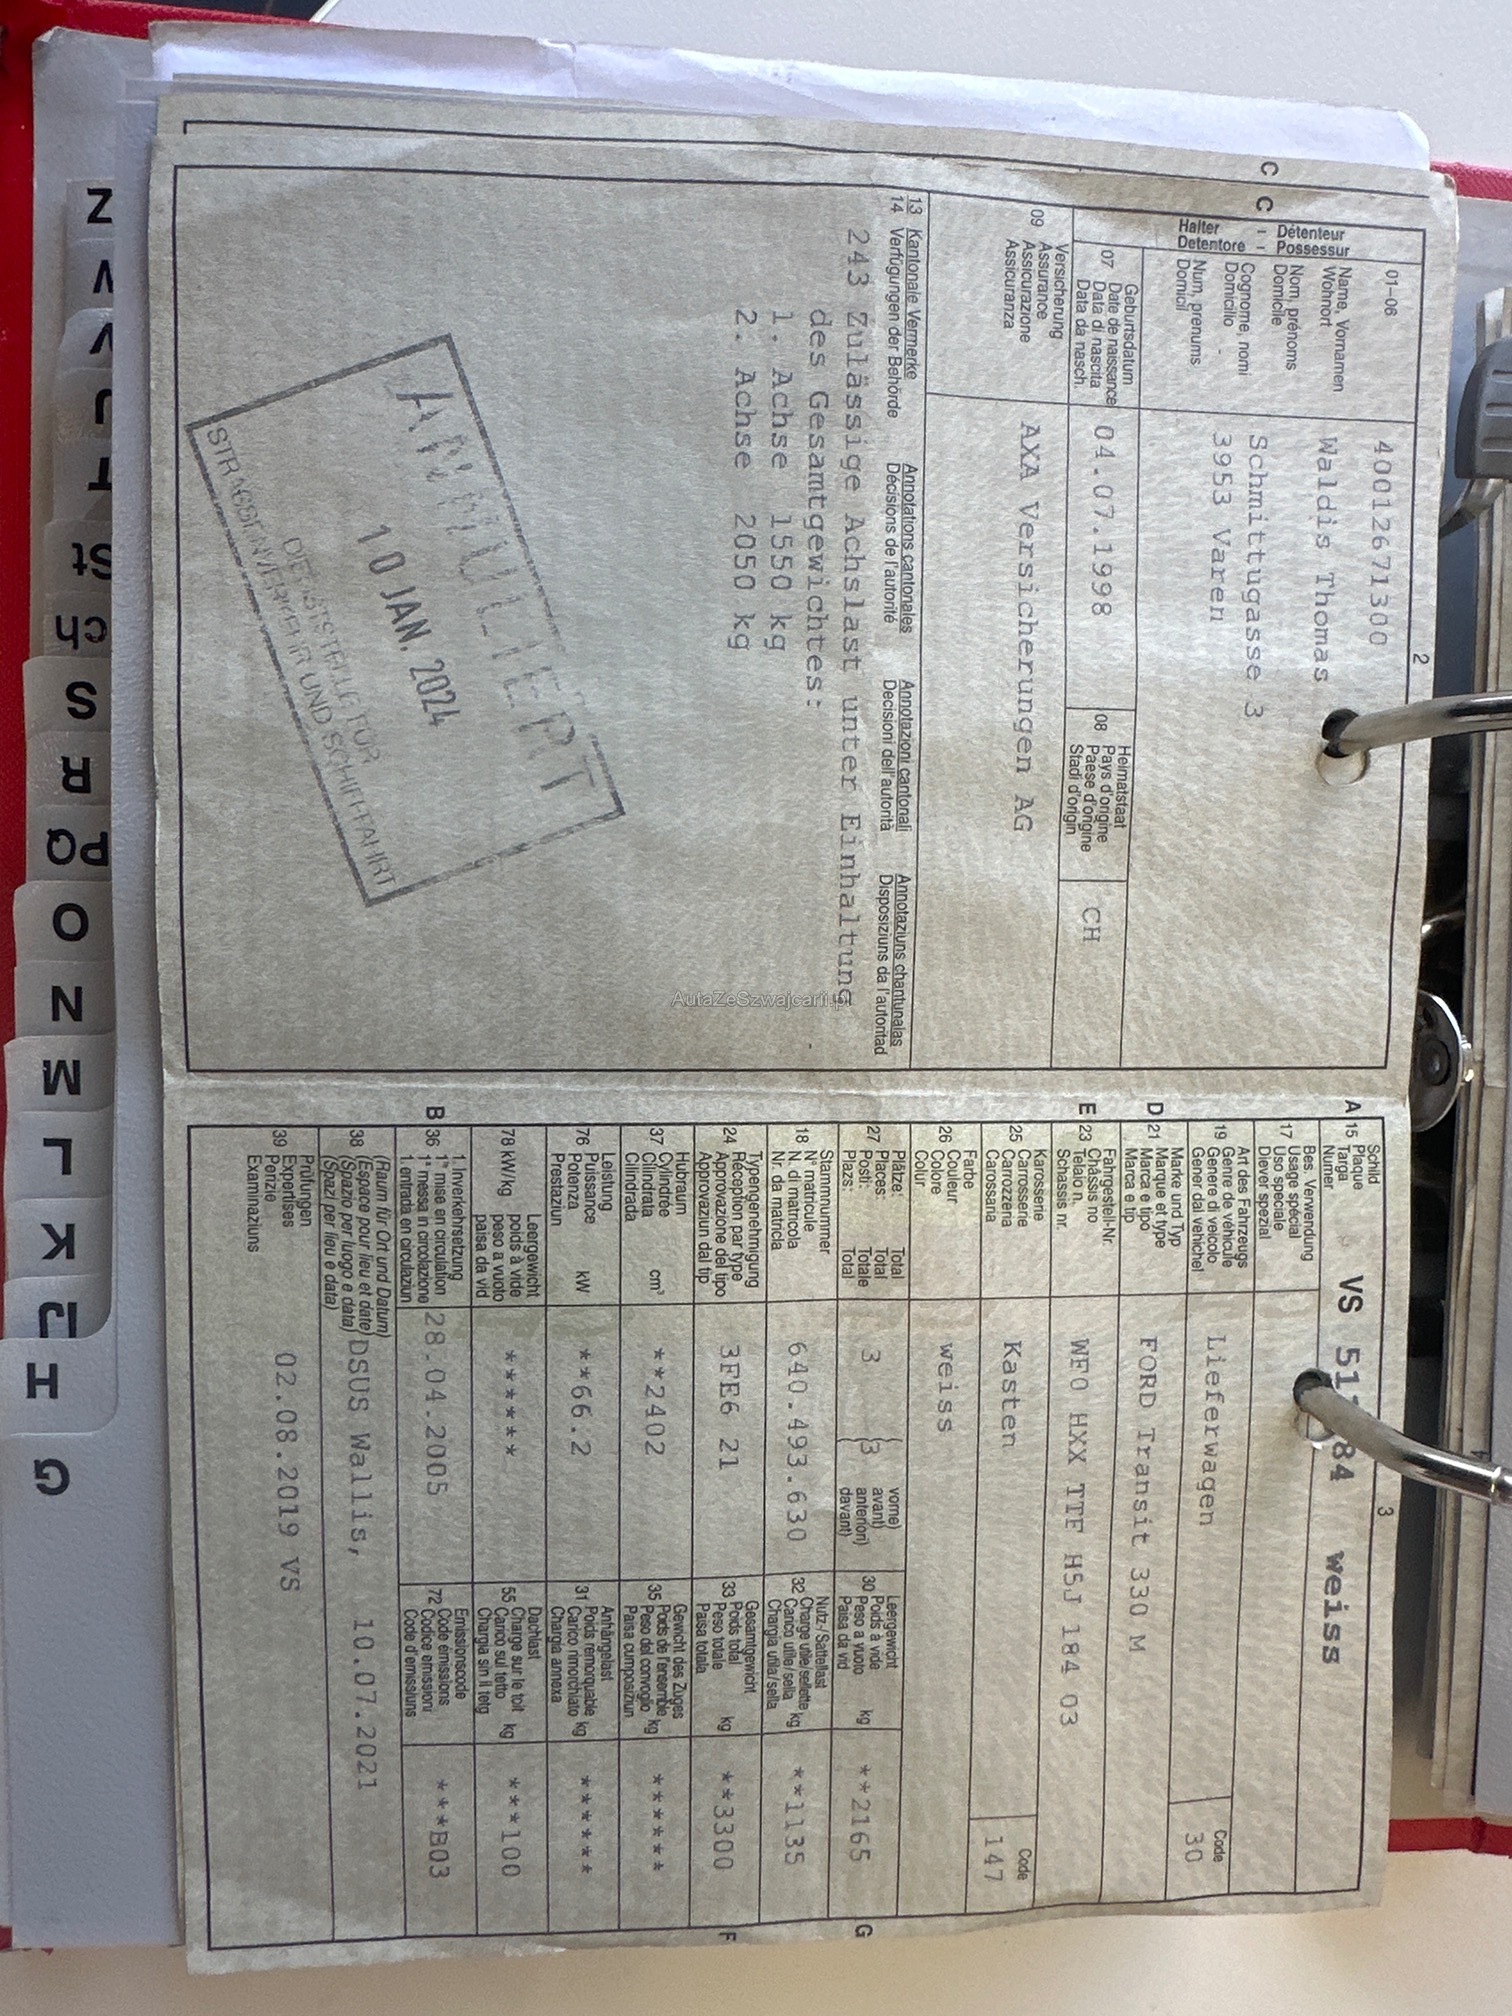 2
01–06
400126 71300
Détenteur – Possessur
Halter – Detentore
Name, Vornamen
Wohnort
Waldis Thomas
Nom, prénoms
Domicile
Schmittugasse 3
Cognome, nomi
Domicilio
3953 Varen
Num, prenums
Domicil
C
C
Geburtsdatum
07 Date de naissance
Data di nascita
Data da nasch.
04.07.1998
Heimatstaat
08 Pays d'origine
Paese d'origine
Stadi d'origin
CH
Versicherung
09 Assurance
Assicurazione
Assicuranza
AXA Versicherungen AG
13 Kantonale Vermerke
14 Verfügungen der Behörde
Annotations cantonales
Décisions de l'autorité
Annotazioni cantonali
Decisioni dell'autorità
Annotaziuns chantunalas
Disposiziuns da l'autoritad
243 Zulässige Achslast unter Einhaltung
des Gesamtgewichtes:
1. Achse 1550 kg
2. Achse 2050 kg
ANNULLIERT
10 JAN. 2024
DIENSTSTELLE FÜR
STRASSENVERKEHR UND SCHIFFAHRT
3
A 15
Schild
Plaque
Targa
Numer
VS 51 84 weiss
17
Bes. Verwendung
Usage spécial
Uso speciale
Diever spezial
19
Art des Fahrzeugs
Genre de véhicule
Genere di veicolo
Gener dal vehichel
Lieferwagen
Code
30
D 21
Marke und Typ
Marque et type
Marca e tipo
Marca e tip
FORD Transit 330 M
E 23
Fahrgestell-Nr.
Châssis no
Telaio n.
Schassis nr.
WF0 HXX TTF H5J 184 03
25
Karosserie
Carrosserie
Carrozzeria
Carossaria
Kasten
Code
147
26
Farbe
Couleur
Colore
Colur
weiss
27
Plätze: Total
Places: Total
Posti: Totale
Plazs: Total
3
(3
vorne)
avant)
anteriori)
davant)
30
Leergewicht
Poids à vide
Peso a vuoto kg
Paisa da vid
**2165
G
18
Stammnummer
N° matricule
N. di matricola
Nr. da matricla
640.493.630
32
Nutz-/Sattellast
Charge utile/sellette kg
Carico utile/sella
Chargia utila/sella
**1135
24
Typengenehmigung
Réception par type
Approvazione del tipo
Approvaziun dal tip
3FE6 21
33
Gesamtgewicht
Poids total
Peso totale kg
Paisa totala
**3300
F
37
Hubraum
Cylindrée
Cilindrata cm³
Cilindrada
**2402
35
Gewicht des Zuges
Poids de l'ensemble
Peso del convoglio kg
Paisa cumposiziun
******
76
Leistung
Puissance
Potenza kW
Prestaziun
**66.2
31
Anhängelast
Poids remorquable kg
Carico rimorchiato
Chargia annexa
******
78 kW/kg
Leergewicht
poids à vide
peso a vuoto
paisa da vid
******
55
Dachlast
Charge sur le toit
Carico sul tetto kg
Chargia sin il tetg
***100
B 36
1. Inverkehrsetzung
1re mise en circulation
1a messa in circolazione
1. entrada en circulaziun
28.04.2005
72
Emissionscode
Code émissions
Codice emissioni
Code d'emissiuns
***B03
38
(Raum für Ort und Datum)
(Espace pour lieu et date)
(Spazio per luogo e data)
(Spazi per lieu e data)
DSUS Wallis, 10.07.2021
39
Prüfungen
Expertises
Perizie
Examinaziuns
02.08.2019 VS
AutaZeSzwajcarii.pl
Z
W
V
U
T
St
Sch
S
R
PQ
O
N
M
L
K
IJ
H
G